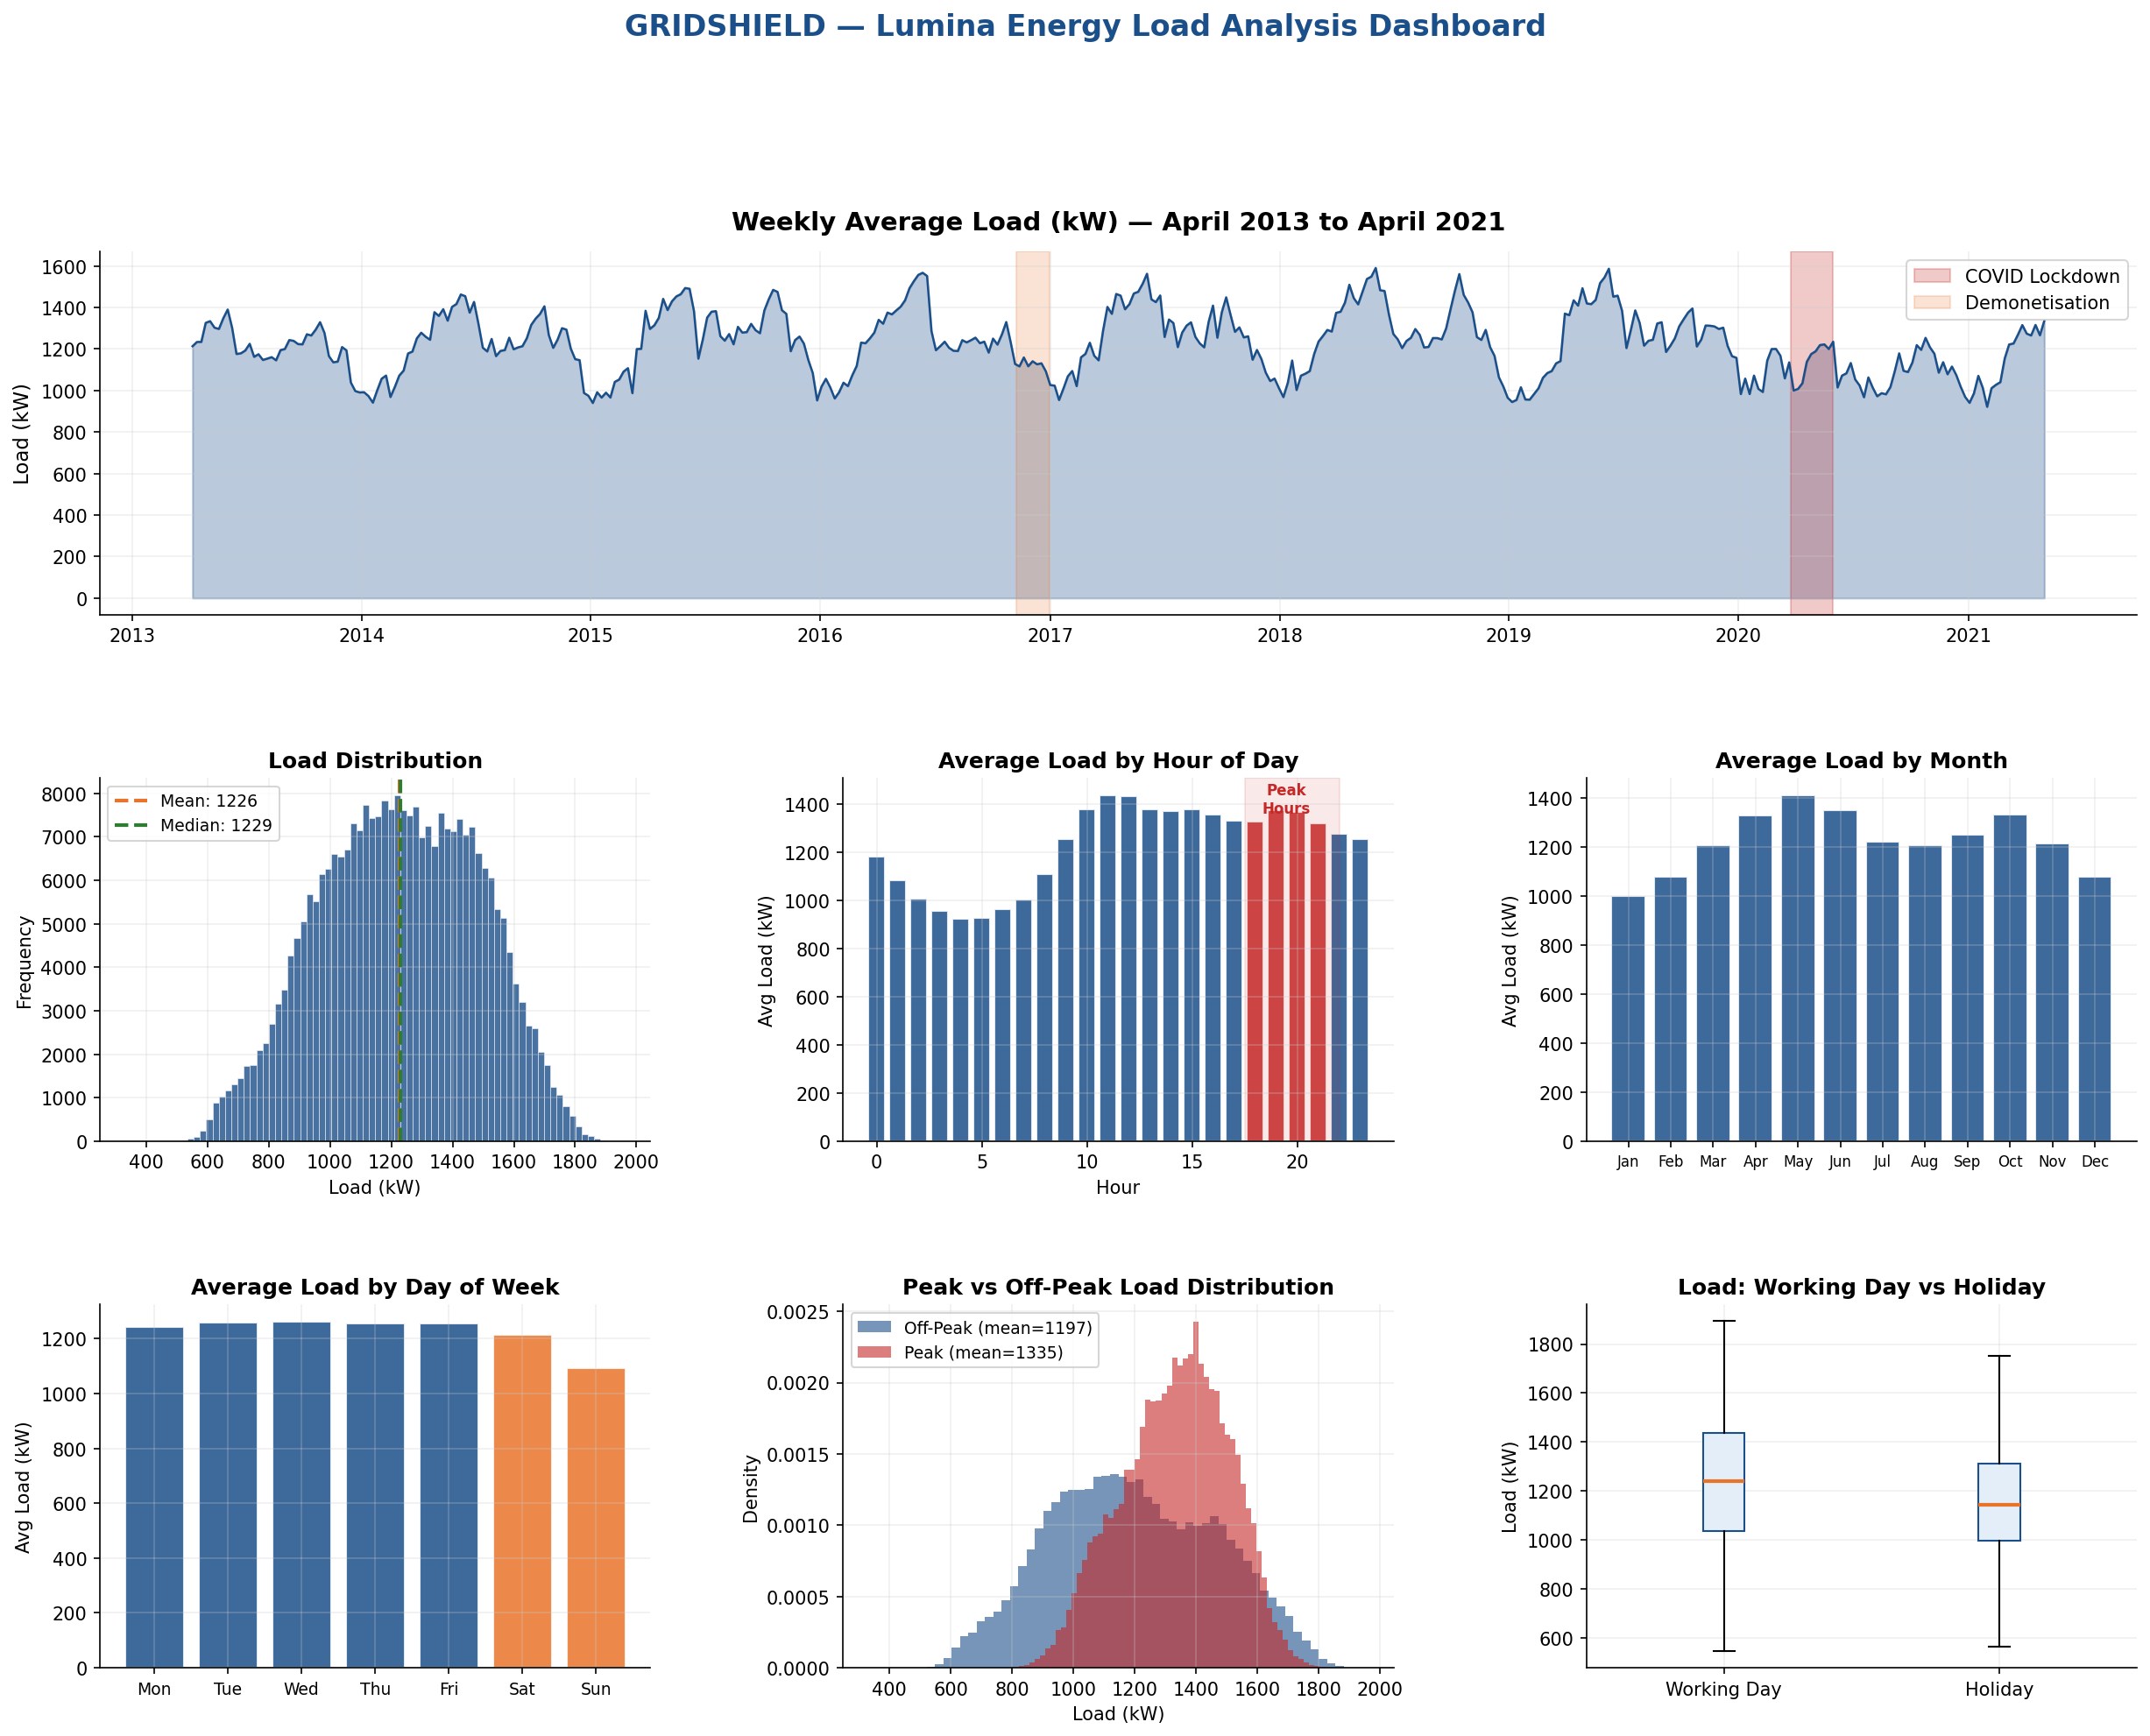 GRIDSHIELD — Lumina Energy Load Analysis Dashboard
Weekly Average Load (kW) — April 2013 to April 2021
Load (kW)
1600
1400
1200
1000
800
600
400
200
0
COVID Lockdown
Demonetisation
2013 2014 2015 2016 2017 2018 2019 2020 2021
Load Distribution
Frequency
8000
7000
6000
5000
4000
3000
2000
1000
0
Mean: 1226
Median: 1229
400 600 800 1000 1200 1400 1600 1800 2000
Load (kW)
Average Load by Hour of Day
Avg Load (kW)
1400
1200
1000
800
600
400
200
0
Peak
Hours
0 5 10 15 20
Hour
Average Load by Month
Avg Load (kW)
1400
1200
1000
800
600
400
200
0
Jan Feb Mar Apr May Jun Jul Aug Sep Oct Nov Dec
Average Load by Day of Week
Avg Load (kW)
1200
1000
800
600
400
200
0
Mon Tue Wed Thu Fri Sat Sun
Peak vs Off-Peak Load Distribution
Density
0.0025
0.0020
0.0015
0.0010
0.0005
0.0000
Off-Peak (mean=1197)
Peak (mean=1335)
400 600 800 1000 1200 1400 1600 1800 2000
Load (kW)
Load: Working Day vs Holiday
Load (kW)
1800
1600
1400
1200
1000
800
600
Working Day Holiday